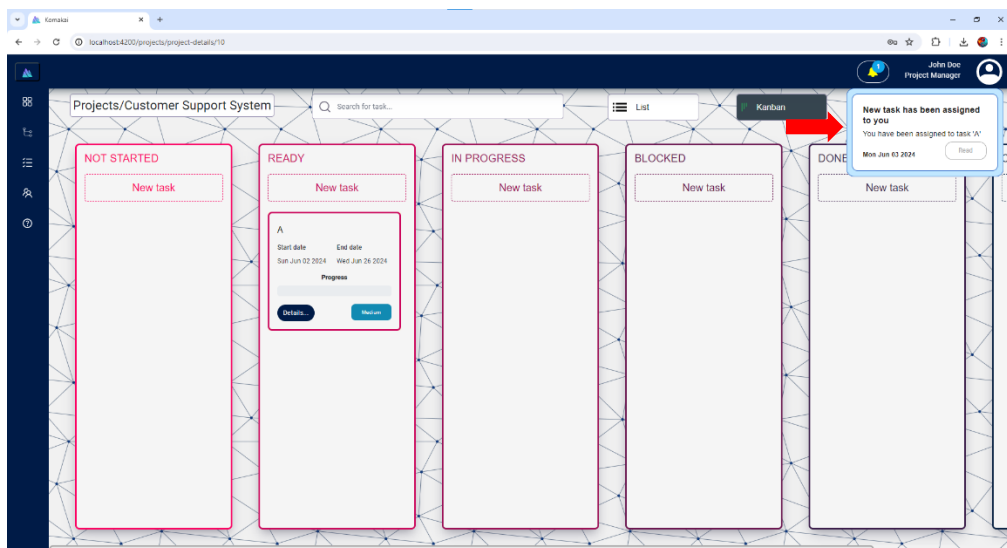 Kamakai
localhost:4200/projects/project-details/10
1
John Doe
Project Manager
Projects/Customer Support System
Search for task...
List
Kanban
New task has been assigned
to you
You have been assigned to task 'A'
Mon Jun 03 2024
Read
NOT STARTED
New task
READY
New task
A
Start date
End date
Sun Jun 02 2024
Wed Jun 26 2024
Progress
Details...
Medium
IN PROGRESS
New task
BLOCKED
New task
DONE
New task